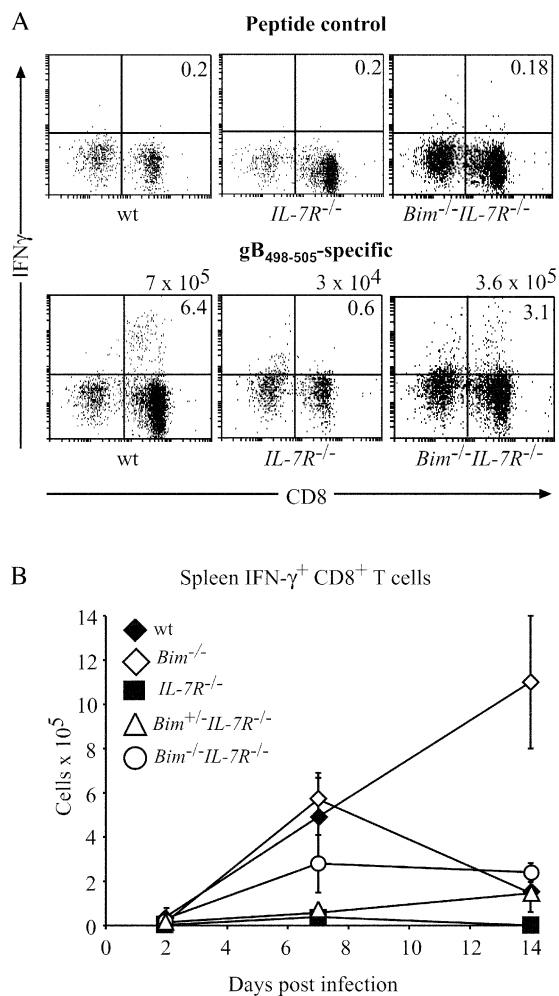 A
Peptide control
0.2
0.2
0.18
wt
IL-7R-/-
Bim-/-IL-7R-/-
gB498-505-specific
7 x 10^5
3 x 10^4
3.6 x 10^5
6.4
0.6
3.1
wt
IL-7R-/-
Bim-/-IL-7R-/-
IFNγ
CD8
B
Spleen IFN-γ+ CD8+ T cells
14
12
10
8
6
4
2
0
Cells x 10^5
wt
Bim-/-
IL-7R-/-
Bim+/-IL-7R-/-
Bim-/-IL-7R-/-
0 2 4 6 8 10 12 14
Days post infection